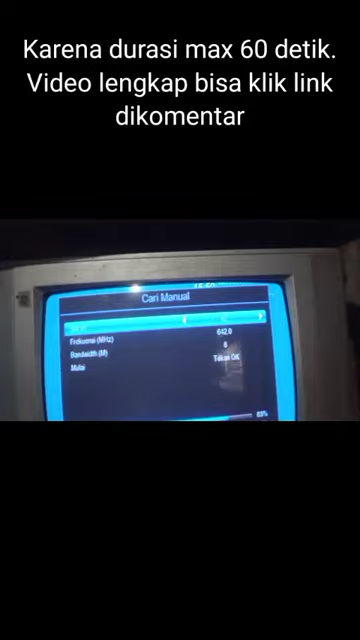 Karena durasi max 60 detik.
Video lengkap bisa klik link
dikomentar
Cari Manual
Frekuensi (MHz) 642.0
Bandwidth (M) 8
Mulai Tekan OK
83%